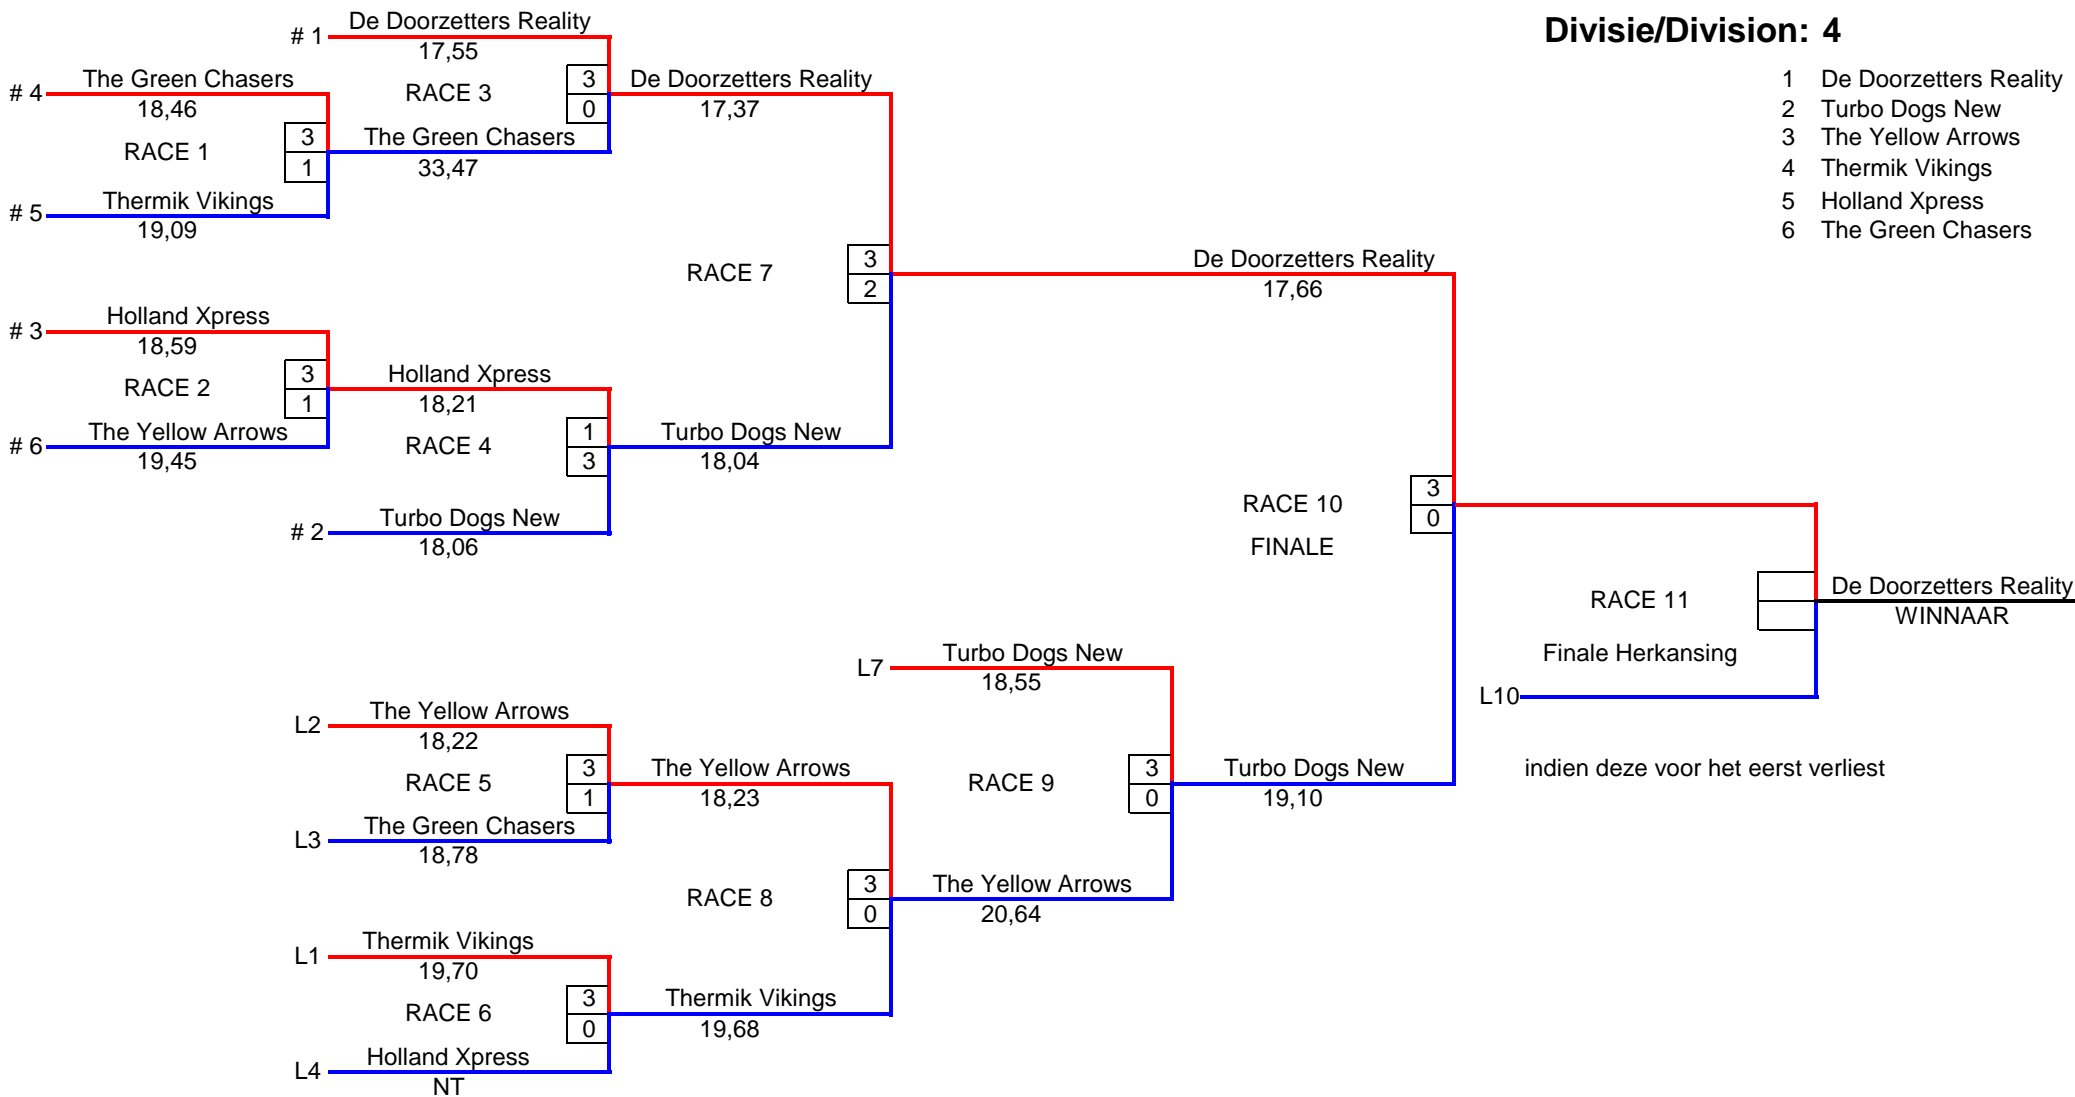 Divisie/Division: 4
1 De Doorzetters Reality
2 Turbo Dogs New
3 The Yellow Arrows
4 Thermik Vikings
5 Holland Xpress
6 The Green Chasers
# 1
De Doorzetters Reality
17,55
# 4
The Green Chasers
18,46
RACE 1
3
1
# 5
Thermik Vikings
19,09
RACE 3
3
0
The Green Chasers
33,47
De Doorzetters Reality
17,37
# 3
Holland Xpress
18,59
RACE 2
3
1
# 6
The Yellow Arrows
19,45
Holland Xpress
18,21
RACE 4
1
3
# 2
Turbo Dogs New
18,06
Turbo Dogs New
18,04
RACE 7
3
2
De Doorzetters Reality
17,66
RACE 10
3
0
FINALE
L2
The Yellow Arrows
18,22
RACE 5
3
1
L3
The Green Chasers
18,78
The Yellow Arrows
18,23
L1
Thermik Vikings
19,70
RACE 6
3
0
L4
Holland Xpress
NT
Thermik Vikings
19,68
RACE 8
3
0
L7
Turbo Dogs New
18,55
RACE 9
3
0
The Yellow Arrows
20,64
Turbo Dogs New
19,10
RACE 11
Finale Herkansing
L10
indien deze voor het eerst verliest
De Doorzetters Reality
WINNAAR